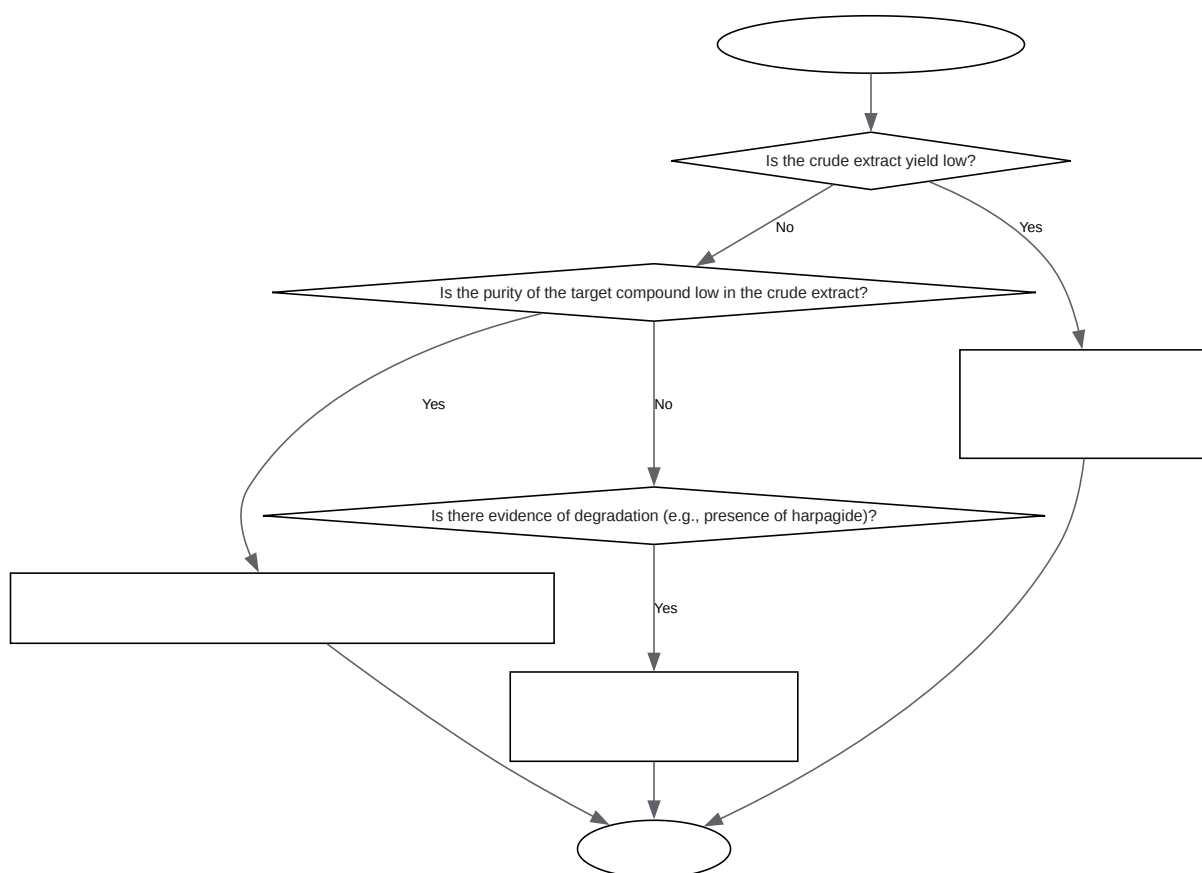 Is the crude extract yield low?
No
Yes
Is the purity of the target compound low in the crude extract?
Yes
No
Is there evidence of degradation (e.g., presence of harpagide)?
Yes